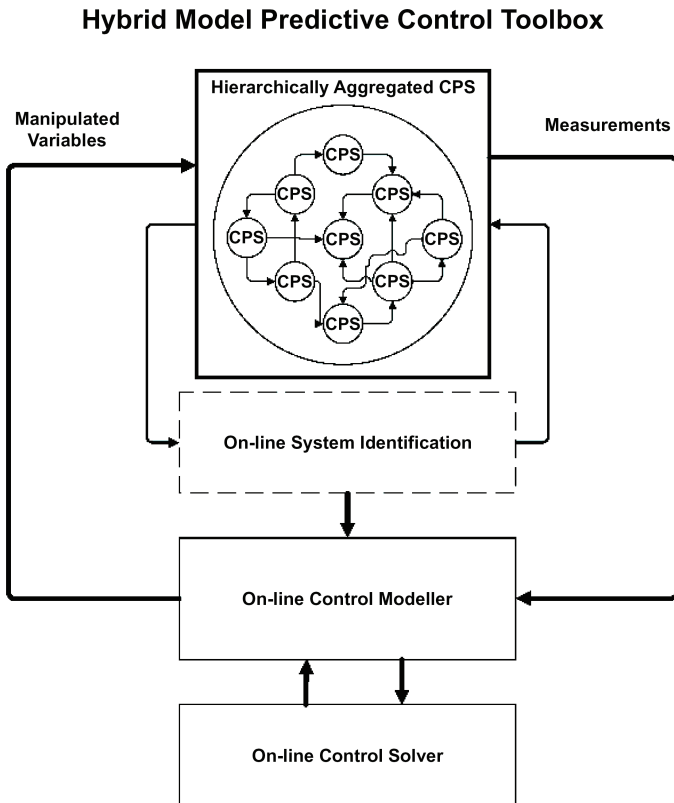 Hybrid Model Predictive Control Toolbox
Hierarchically Aggregated CPS
Manipulated
Variables
Measurements
CPS
CPS
CPS
CPS
CPS
CPS
CPS
CPS
CPS
On-line System Identification
On-line Control Modeller
On-line Control Solver